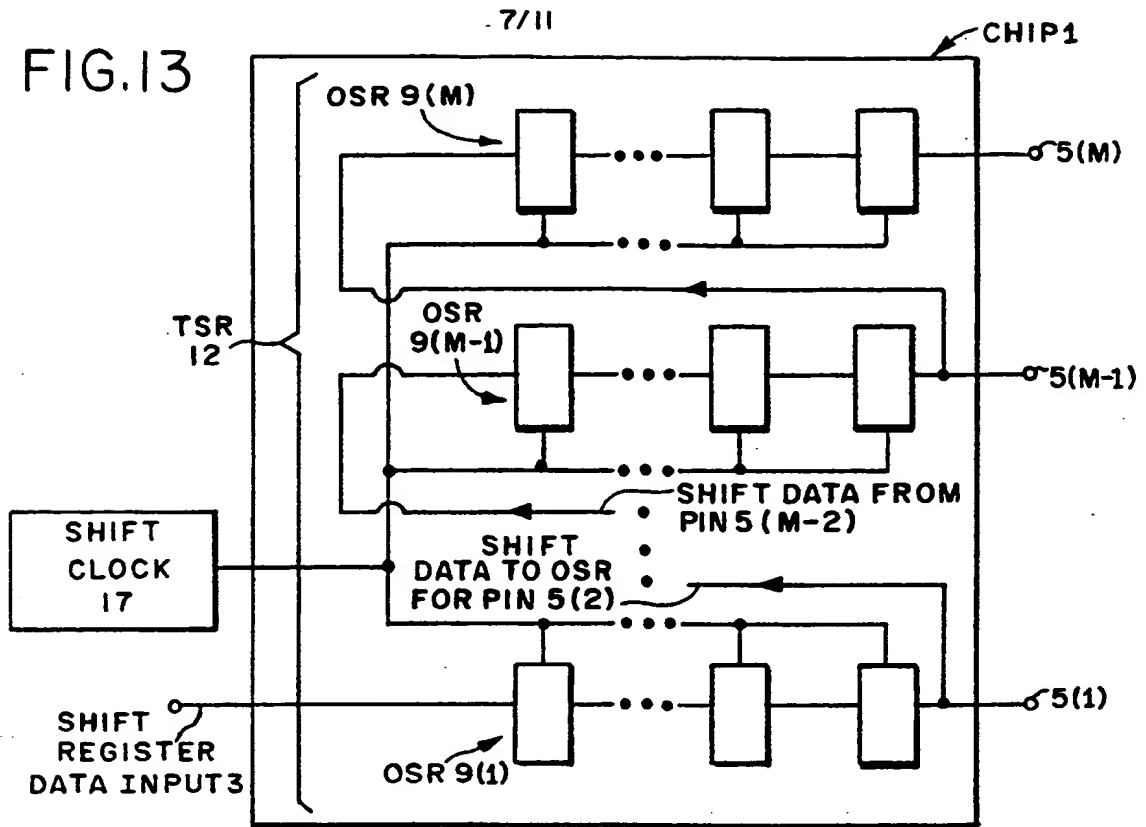 7/11
FIG.13
CHIP1
OSR 9(M)
5(M)
TSR
12
OSR
9(M-1)
5(M-1)
SHIFT DATA FROM
PIN 5(M-2)
SHIFT
CLOCK
17
SHIFT
DATA TO OSR
FOR PIN 5(2)
5(1)
SHIFT
REGISTER
DATA INPUT3
OSR 9(1)